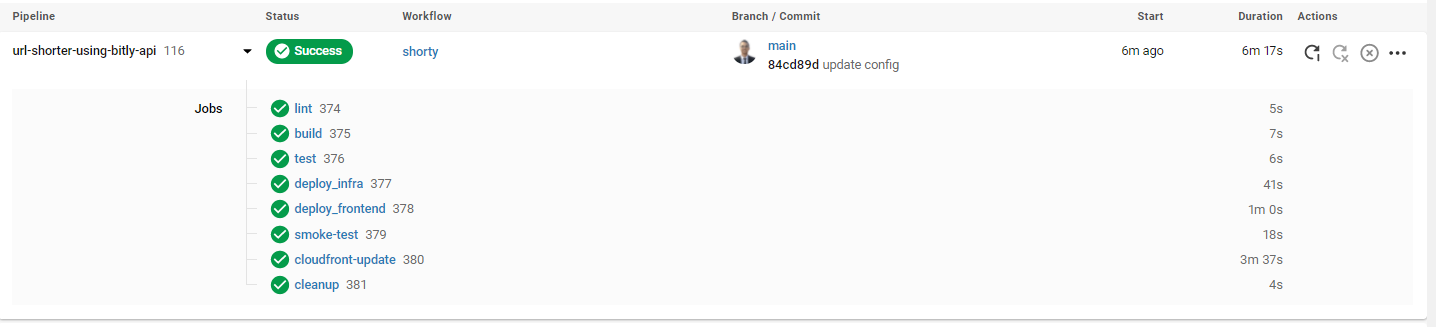 Pipeline Status Workflow Branch / Commit Start Duration Actions
url-shorter-using-bitly-api 116 Success shorty main 6m ago 6m 17s
84cd89d update config
Jobs lint 374 5s
build 375 7s
test 376 6s
deploy_infra 377 41s
deploy_frontend 378 1m 0s
smoke-test 379 18s
cloudfront-update 380 3m 37s
cleanup 381 4s